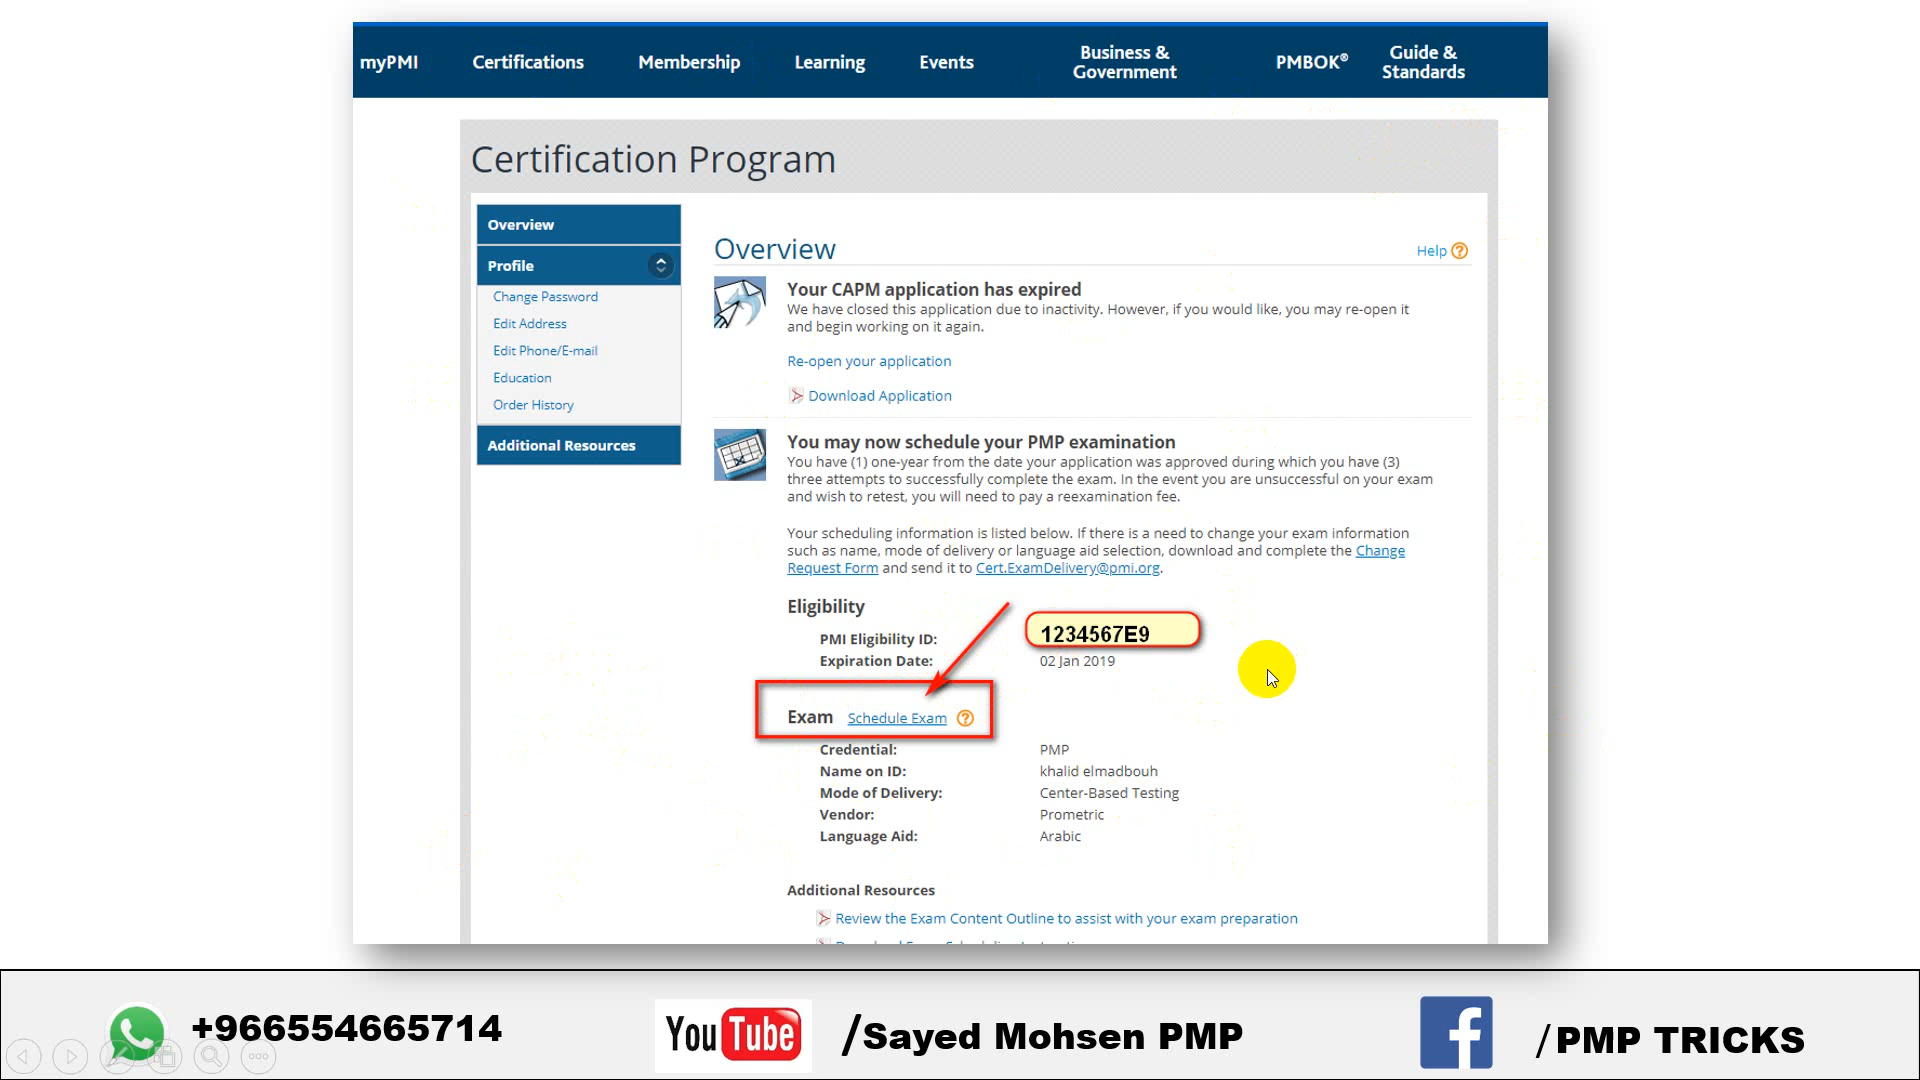 myPMI
Certifications
Membership
Learning
Events
Business &
Government
PMBOK®
Guide &
Standards
Certification Program
Overview
Profile
Change Password
Edit Address
Edit Phone/E-mail
Education
Order History
Additional Resources
Overview
Help
Your CAPM application has expired
We have closed this application due to inactivity. However, if you would like, you may re-open it
and begin working on it again.
Re-open your application
Download Application
You may now schedule your PMP examination
You have (1) one-year from the date your application was approved during which you have (3)
three attempts to successfully complete the exam. In the event you are unsuccessful on your exam
and wish to retest, you will need to pay a reexamination fee.
Your scheduling information is listed below. If there is a need to change your exam information
such as name, mode of delivery or language aid selection, download and complete the Change
Request Form and send it to Cert.ExamDelivery@pmi.org.
Eligibility
PMI Eligibility ID: 1234567E9
Expiration Date: 02 Jan 2019
Exam Schedule Exam
Credential: PMP
Name on ID: khalid elmadbouh
Mode of Delivery: Center-Based Testing
Vendor: Prometric
Language Aid: Arabic
Additional Resources
Review the Exam Content Outline to assist with your exam preparation
+966554665714
YouTube
/Sayed Mohsen PMP
/PMP TRICKS